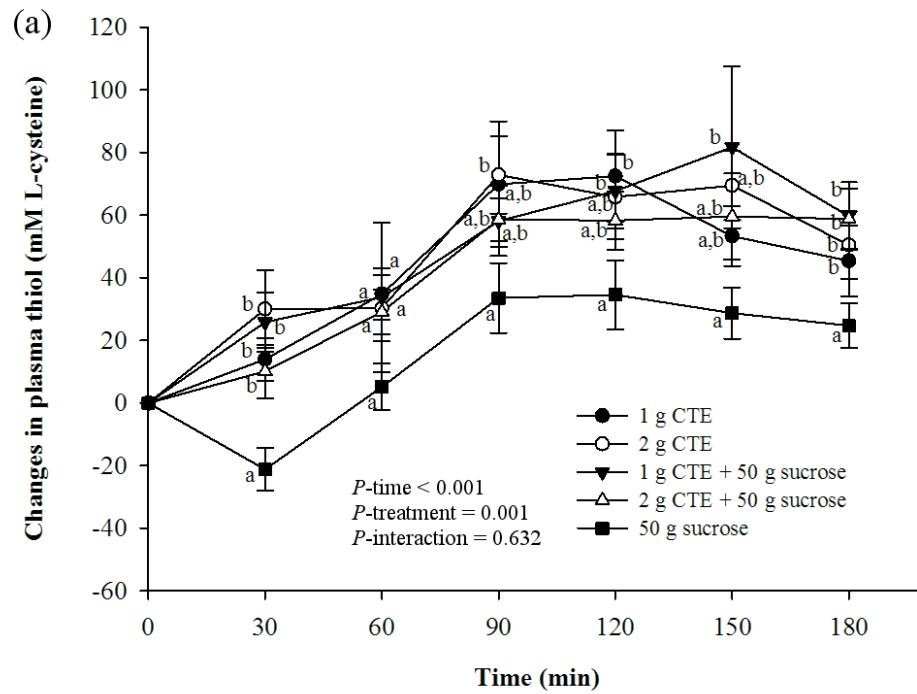 (a)
Changes in plasma thiol (mM L-cysteine)
120
100
80
60
40
20
0
-20
-40
-60
b
b
b
b
a
a
a
a
a
a
b
a,b
a,b
a,b
a
b
b
a,b
a,b
a
b
a,b
a,b
a,b
a
b
b
b
b
a
P-time < 0.001
P-treatment = 0.001
P-interaction = 0.632
1 g CTE
2 g CTE
1 g CTE + 50 g sucrose
2 g CTE + 50 g sucrose
50 g sucrose
0 30 60 90 120 150 180
Time (min)